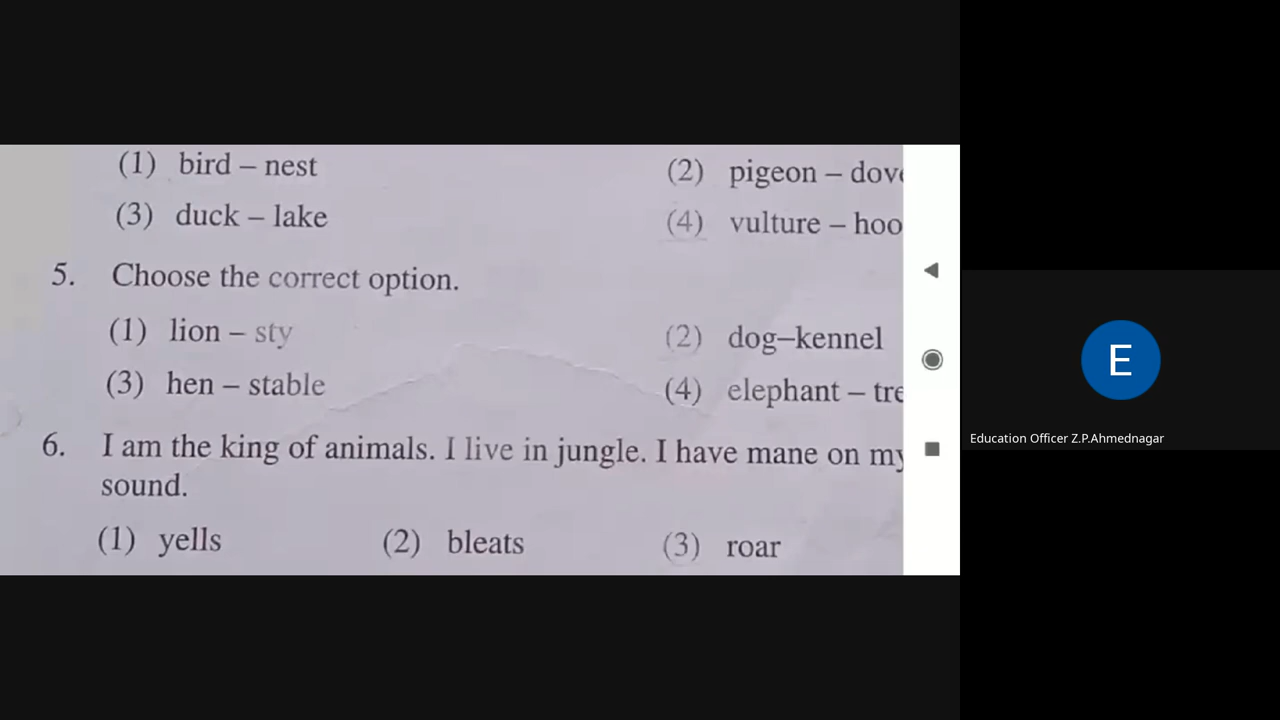 (1) bird – nest (2) pigeon – dove
(3) duck – lake (4) vulture – hoo
5. Choose the correct option.
(1) lion – sty (2) dog–kennel
(3) hen – stable (4) elephant – tre
6. I am the king of animals. I live in jungle. I have mane on my
sound.
(1) yells (2) bleats (3) roar
E
Education Officer Z.P.Ahmednagar